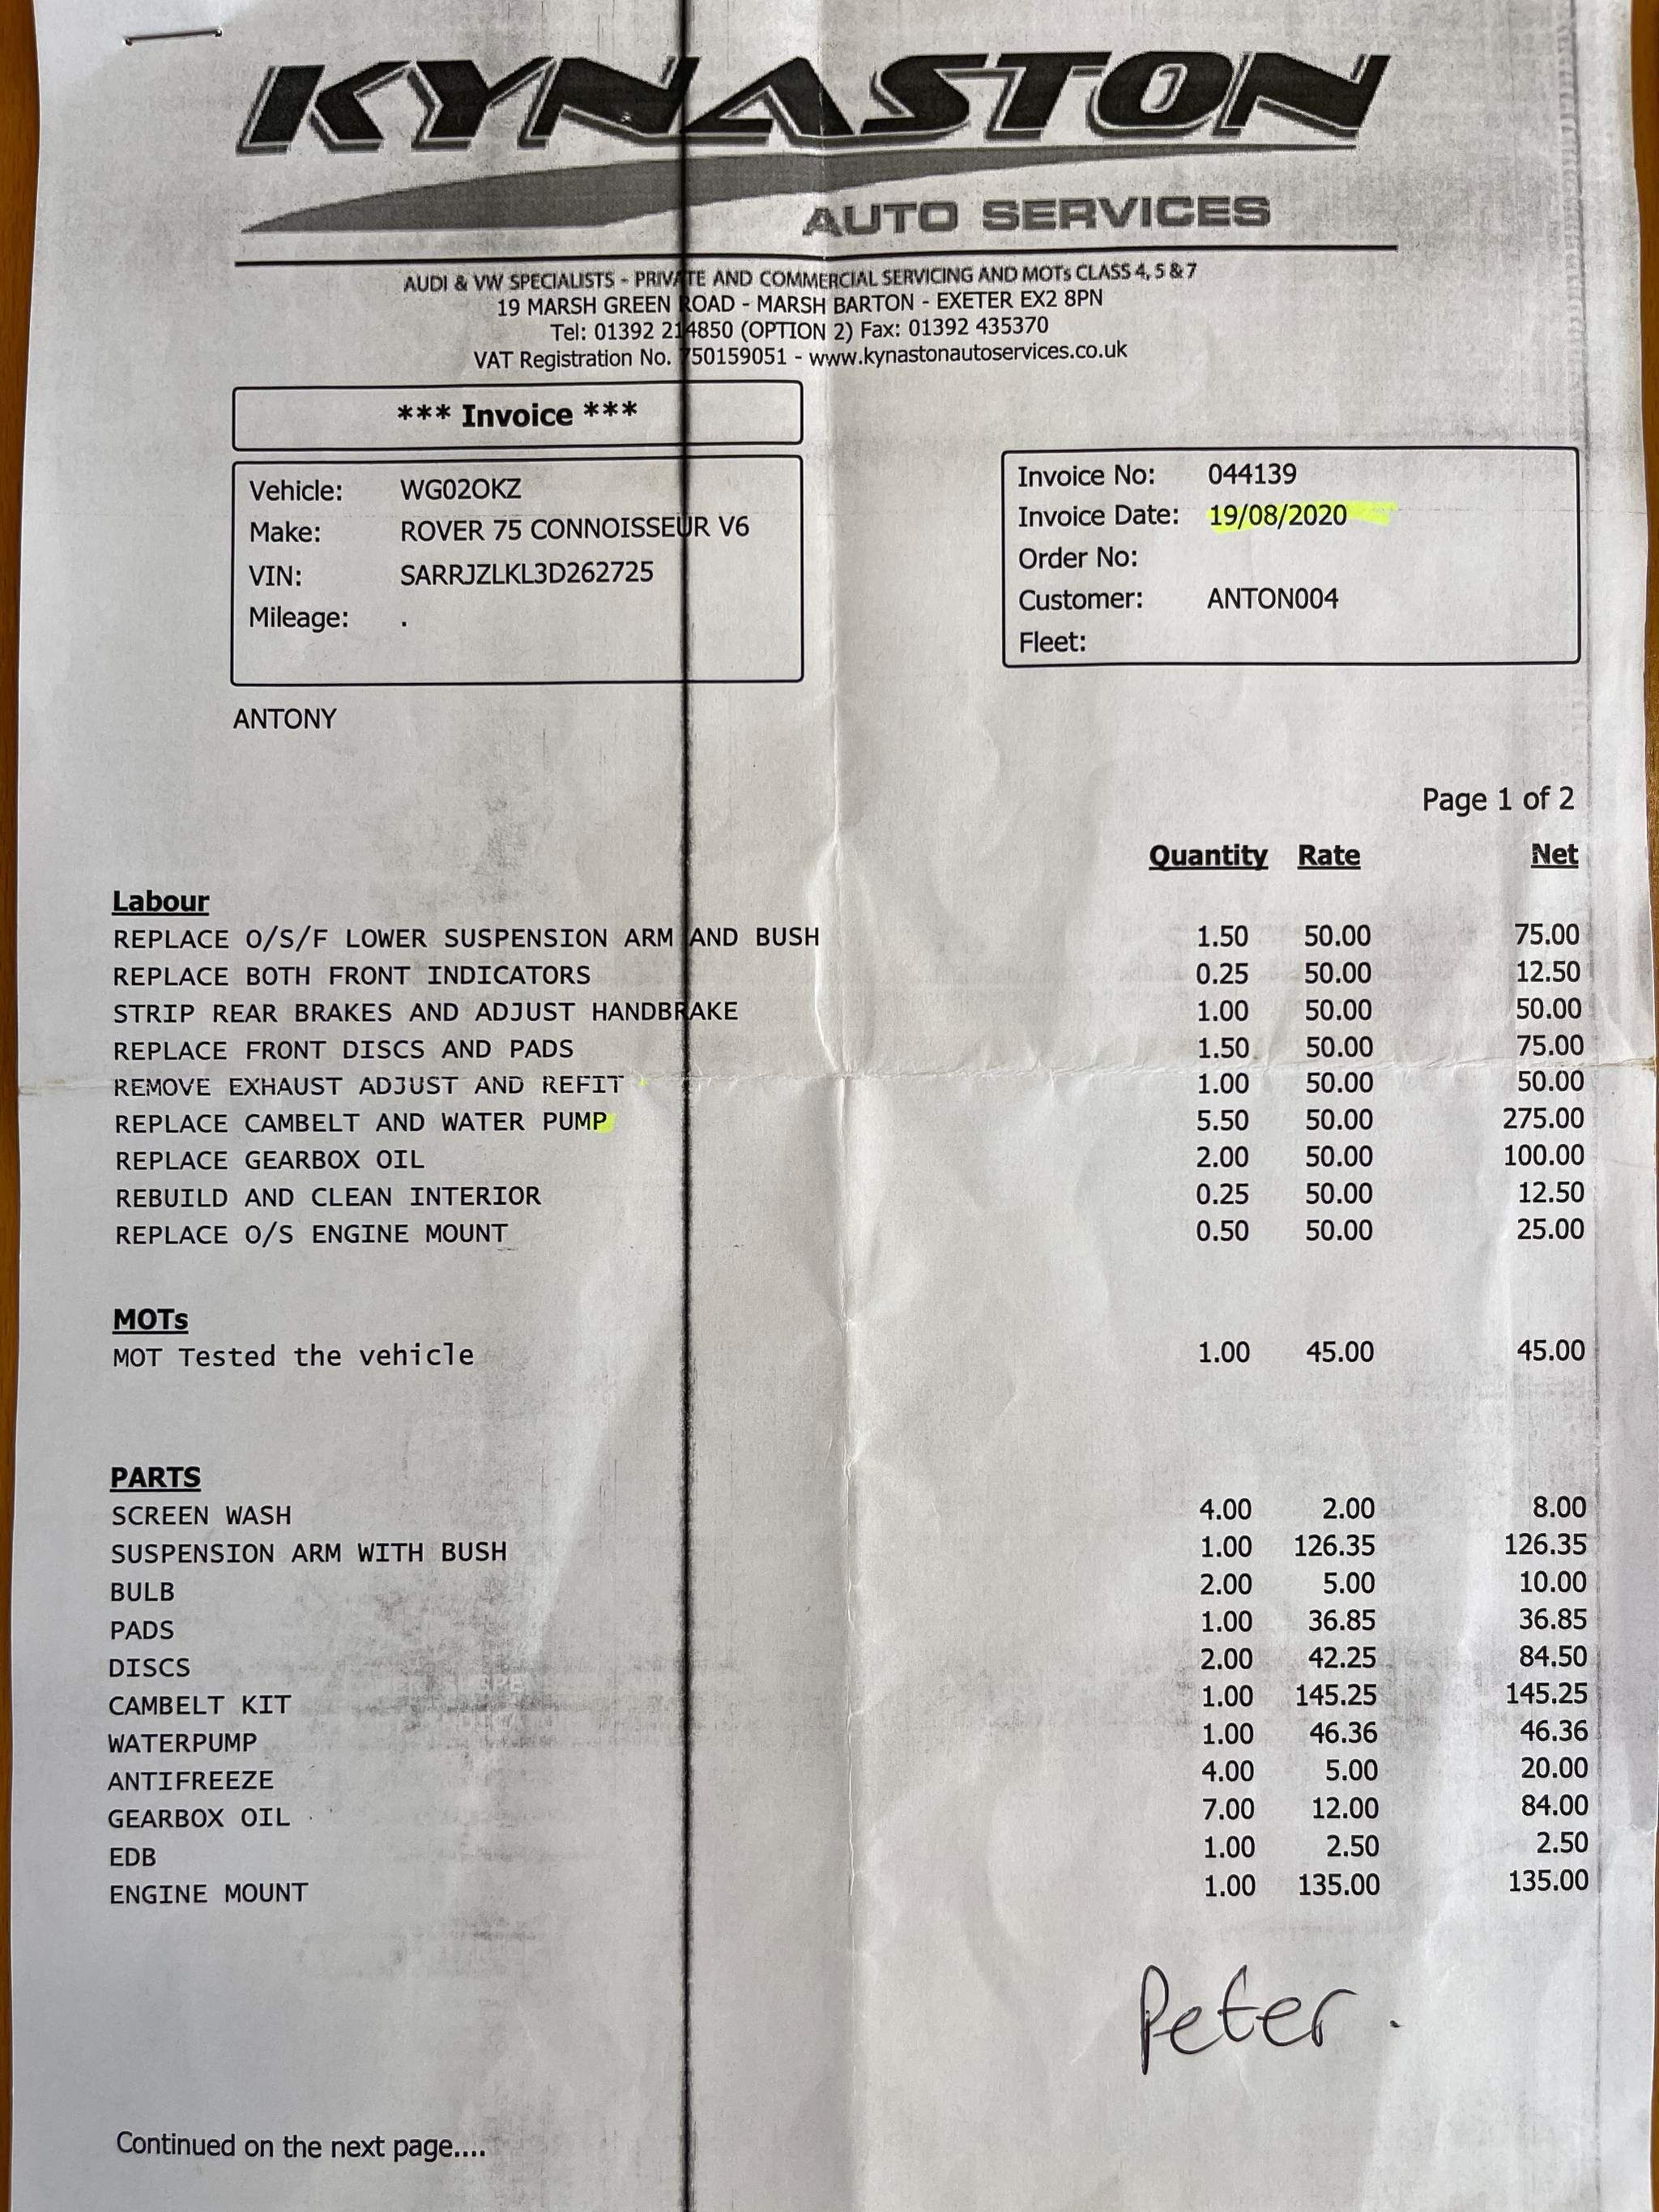 KYNASTON
AUTO SERVICES
AUDI & VW SPECIALISTS - PRIVATE AND COMMERCIAL SERVICING AND MOTs CLASS 4, 5 & 7
19 MARSH GREEN ROAD - MARSH BARTON - EXETER EX2 8PN
Tel: 01392 214850 (OPTION 2) Fax: 01392 435370
VAT Registration No. 750159051 - www.kynastonautoservices.co.uk
*** Invoice ***
Vehicle: WG02OKZ
Make: ROVER 75 CONNOISSEUR V6
VIN: SARRJZLKL3D262725
Mileage: .
Invoice No: 044139
Invoice Date: 19/08/2020
Order No:
Customer: ANTON004
Fleet:
ANTONY
Page 1 of 2
Quantity Rate Net
Labour
REPLACE O/S/F LOWER SUSPENSION ARM AND BUSH 1.50 50.00 75.00
REPLACE BOTH FRONT INDICATORS 0.25 50.00 12.50
STRIP REAR BRAKES AND ADJUST HANDBRAKE 1.00 50.00 50.00
REPLACE FRONT DISCS AND PADS 1.50 50.00 75.00
REMOVE EXHAUST ADJUST AND REFIT 1.00 50.00 50.00
REPLACE CAMBELT AND WATER PUMP 5.50 50.00 275.00
REPLACE GEARBOX OIL 2.00 50.00 100.00
REBUILD AND CLEAN INTERIOR 0.25 50.00 12.50
REPLACE O/S ENGINE MOUNT 0.50 50.00 25.00
MOTs
MOT Tested the vehicle 1.00 45.00 45.00
PARTS
SCREEN WASH 4.00 2.00 8.00
SUSPENSION ARM WITH BUSH 1.00 126.35 126.35
BULB 2.00 5.00 10.00
PADS 1.00 36.85 36.85
DISCS 2.00 42.25 84.50
CAMBELT KIT 1.00 145.25 145.25
WATERPUMP 1.00 46.36 46.36
ANTIFREEZE 4.00 5.00 20.00
GEARBOX OIL 7.00 12.00 84.00
EDB 1.00 2.50 2.50
ENGINE MOUNT 1.00 135.00 135.00
Peter.
Continued on the next page....